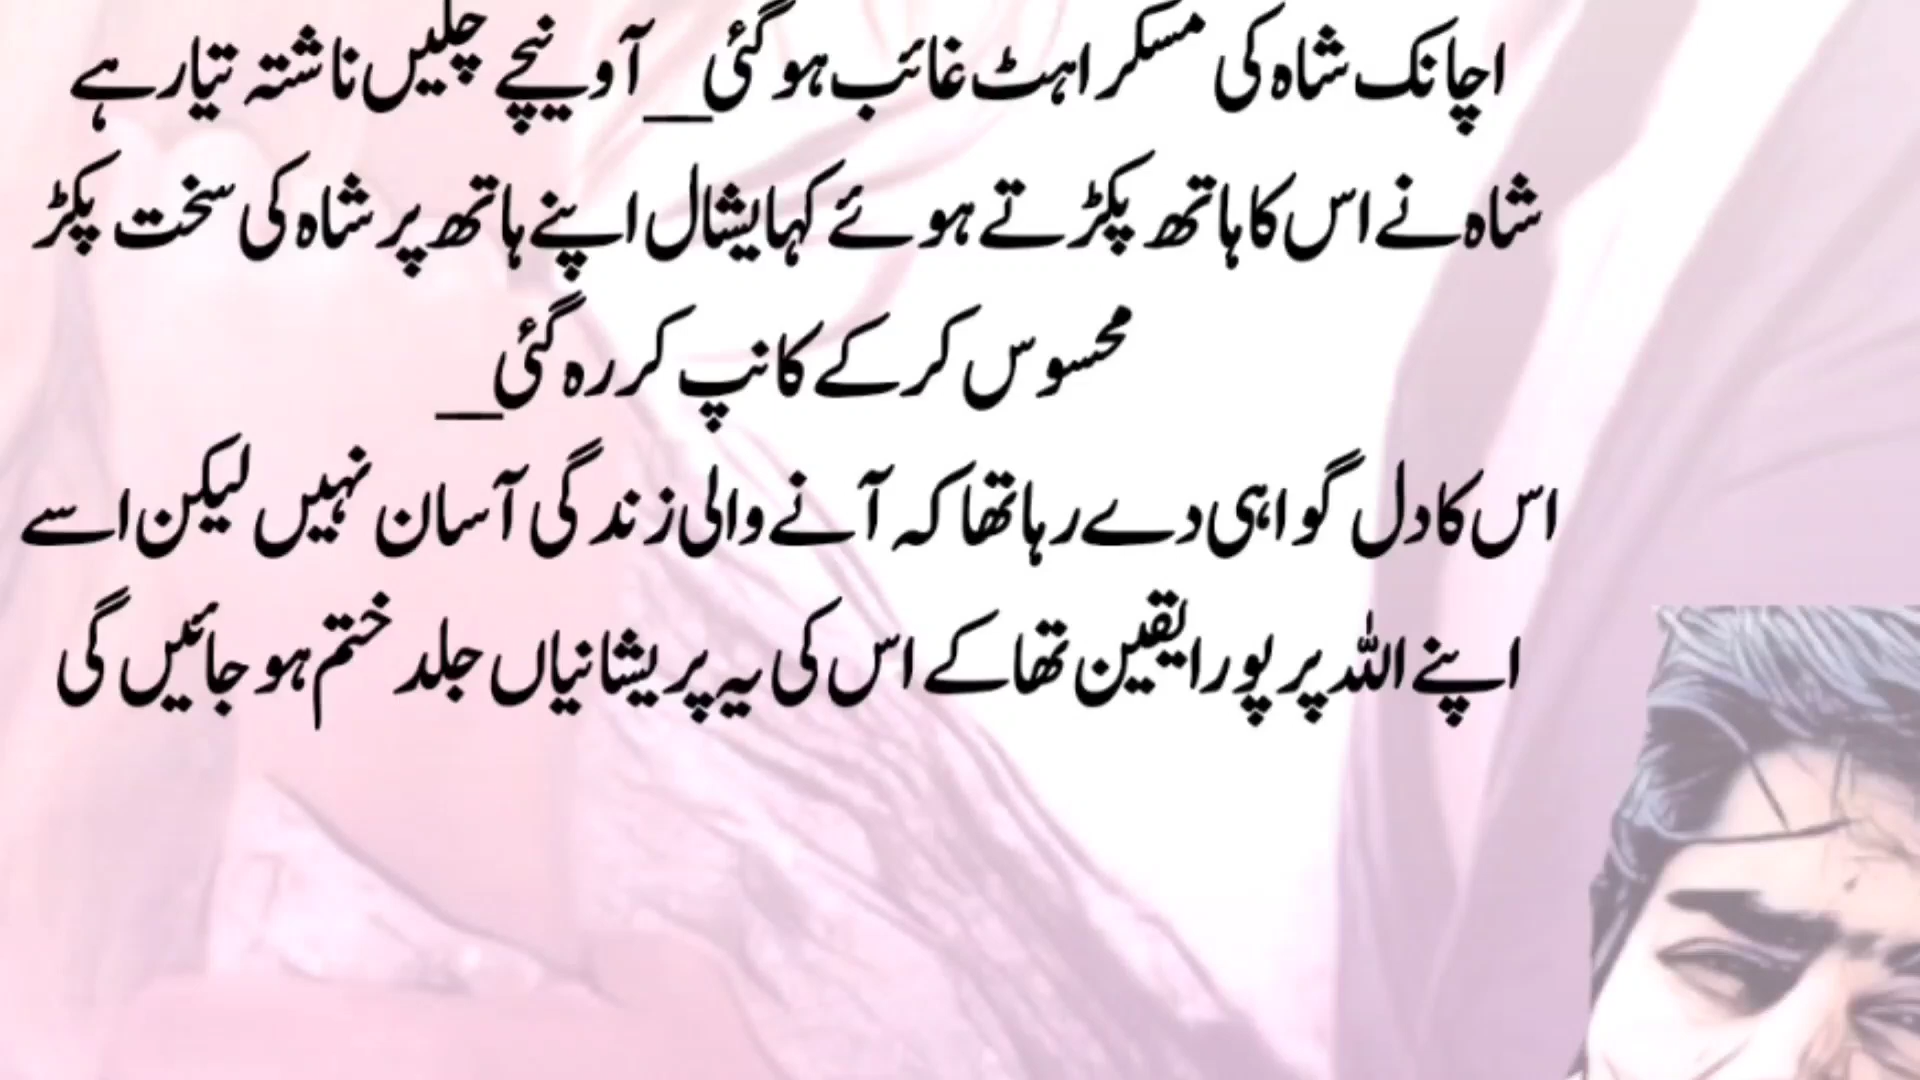 اچانک شاہ کی مسکراہٹ غائب ہو گئی__ آو نیچے چلیں ناشتہ تیار ہے
شاہ نے اس کا ہاتھ پکڑتے ہوئے کہا یشال اپنے ہاتھ پر شاہ کی سخت پکڑ
محسوس کر کے کانپ کر رہ گئی__
اس کا دل گواہی دے رہا تھا کہ آنے والی زندگی آسان نہیں لیکن اسے
اپنے اللہ پر پورا یقین تھا کے اس کی یہ پریشانیاں جلد ختم ہو جائیں گی